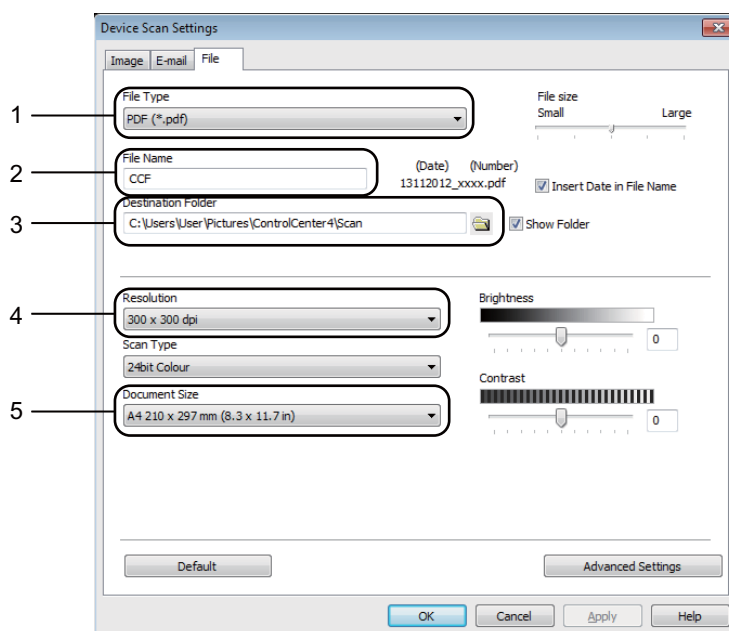 Device Scan Settings
Image E-mail File
1
File Type
PDF (*.pdf)
File size
Small Large
2
File Name
CCF
(Date) (Number)
13112012_xxxx.pdf
Insert Date in File Name
3
Destination Folder
C:\Users\User\Pictures\ControlCenter4\Scan
Show Folder
4
Resolution
300 x 300 dpi
Brightness
0
Scan Type
24bit Colour
Contrast
0
5
Document Size
A4 210 x 297 mm (8.3 x 11.7 in)
Default
Advanced Settings
OK Cancel Apply Help